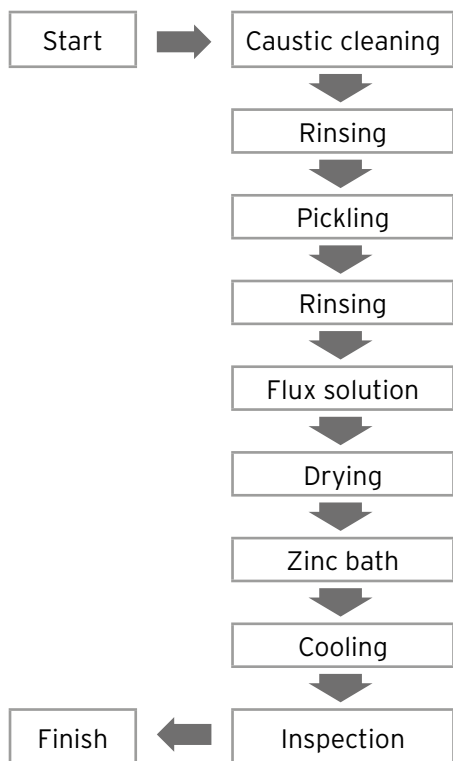 Start
Caustic cleaning
Rinsing
Pickling
Rinsing
Flux solution
Drying
Zinc bath
Cooling
Inspection
Finish